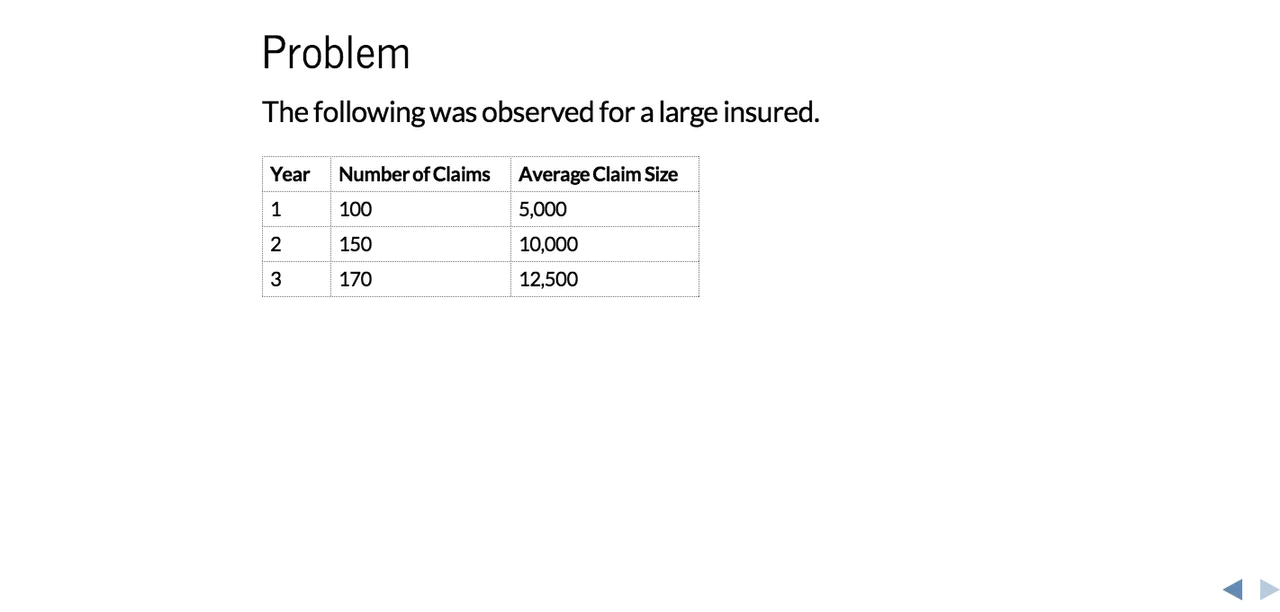 Problem
The following was observed for a large insured.
Year Number of Claims Average Claim Size
1 100 5,000
2 150 10,000
3 170 12,500